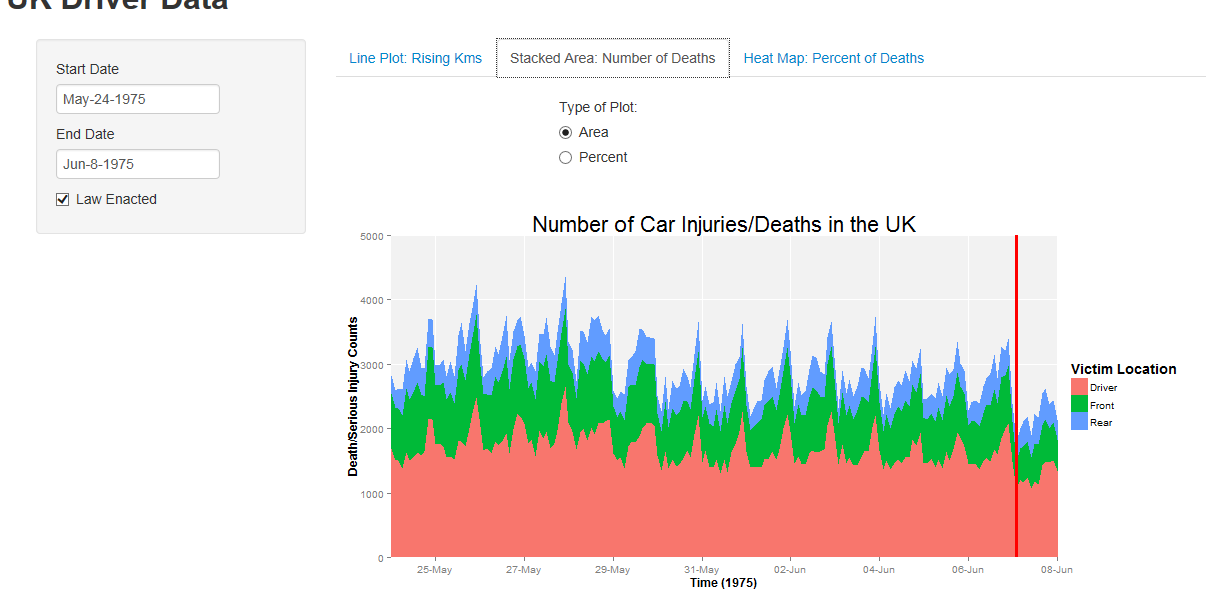 UK Driver Data
Start Date
May-24-1975
End Date
Jun-8-1975
Law Enacted
Line Plot: Rising Kms
Stacked Area: Number of Deaths
Heat Map: Percent of Deaths
Type of Plot:
Area
Percent
Number of Car Injuries/Deaths in the UK
Death/Serious Injury Counts
5000
4000
3000
2000
1000
0
25-May 27-May 29-May 31-May 02-Jun 04-Jun 06-Jun 08-Jun
Time (1975)
Victim Location
Driver
Front
Rear